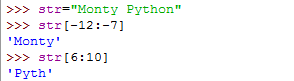 >>> str="Monty Python"
>>> str[-12:-7]
'Monty'
>>> str[6:10]
'Pyth'